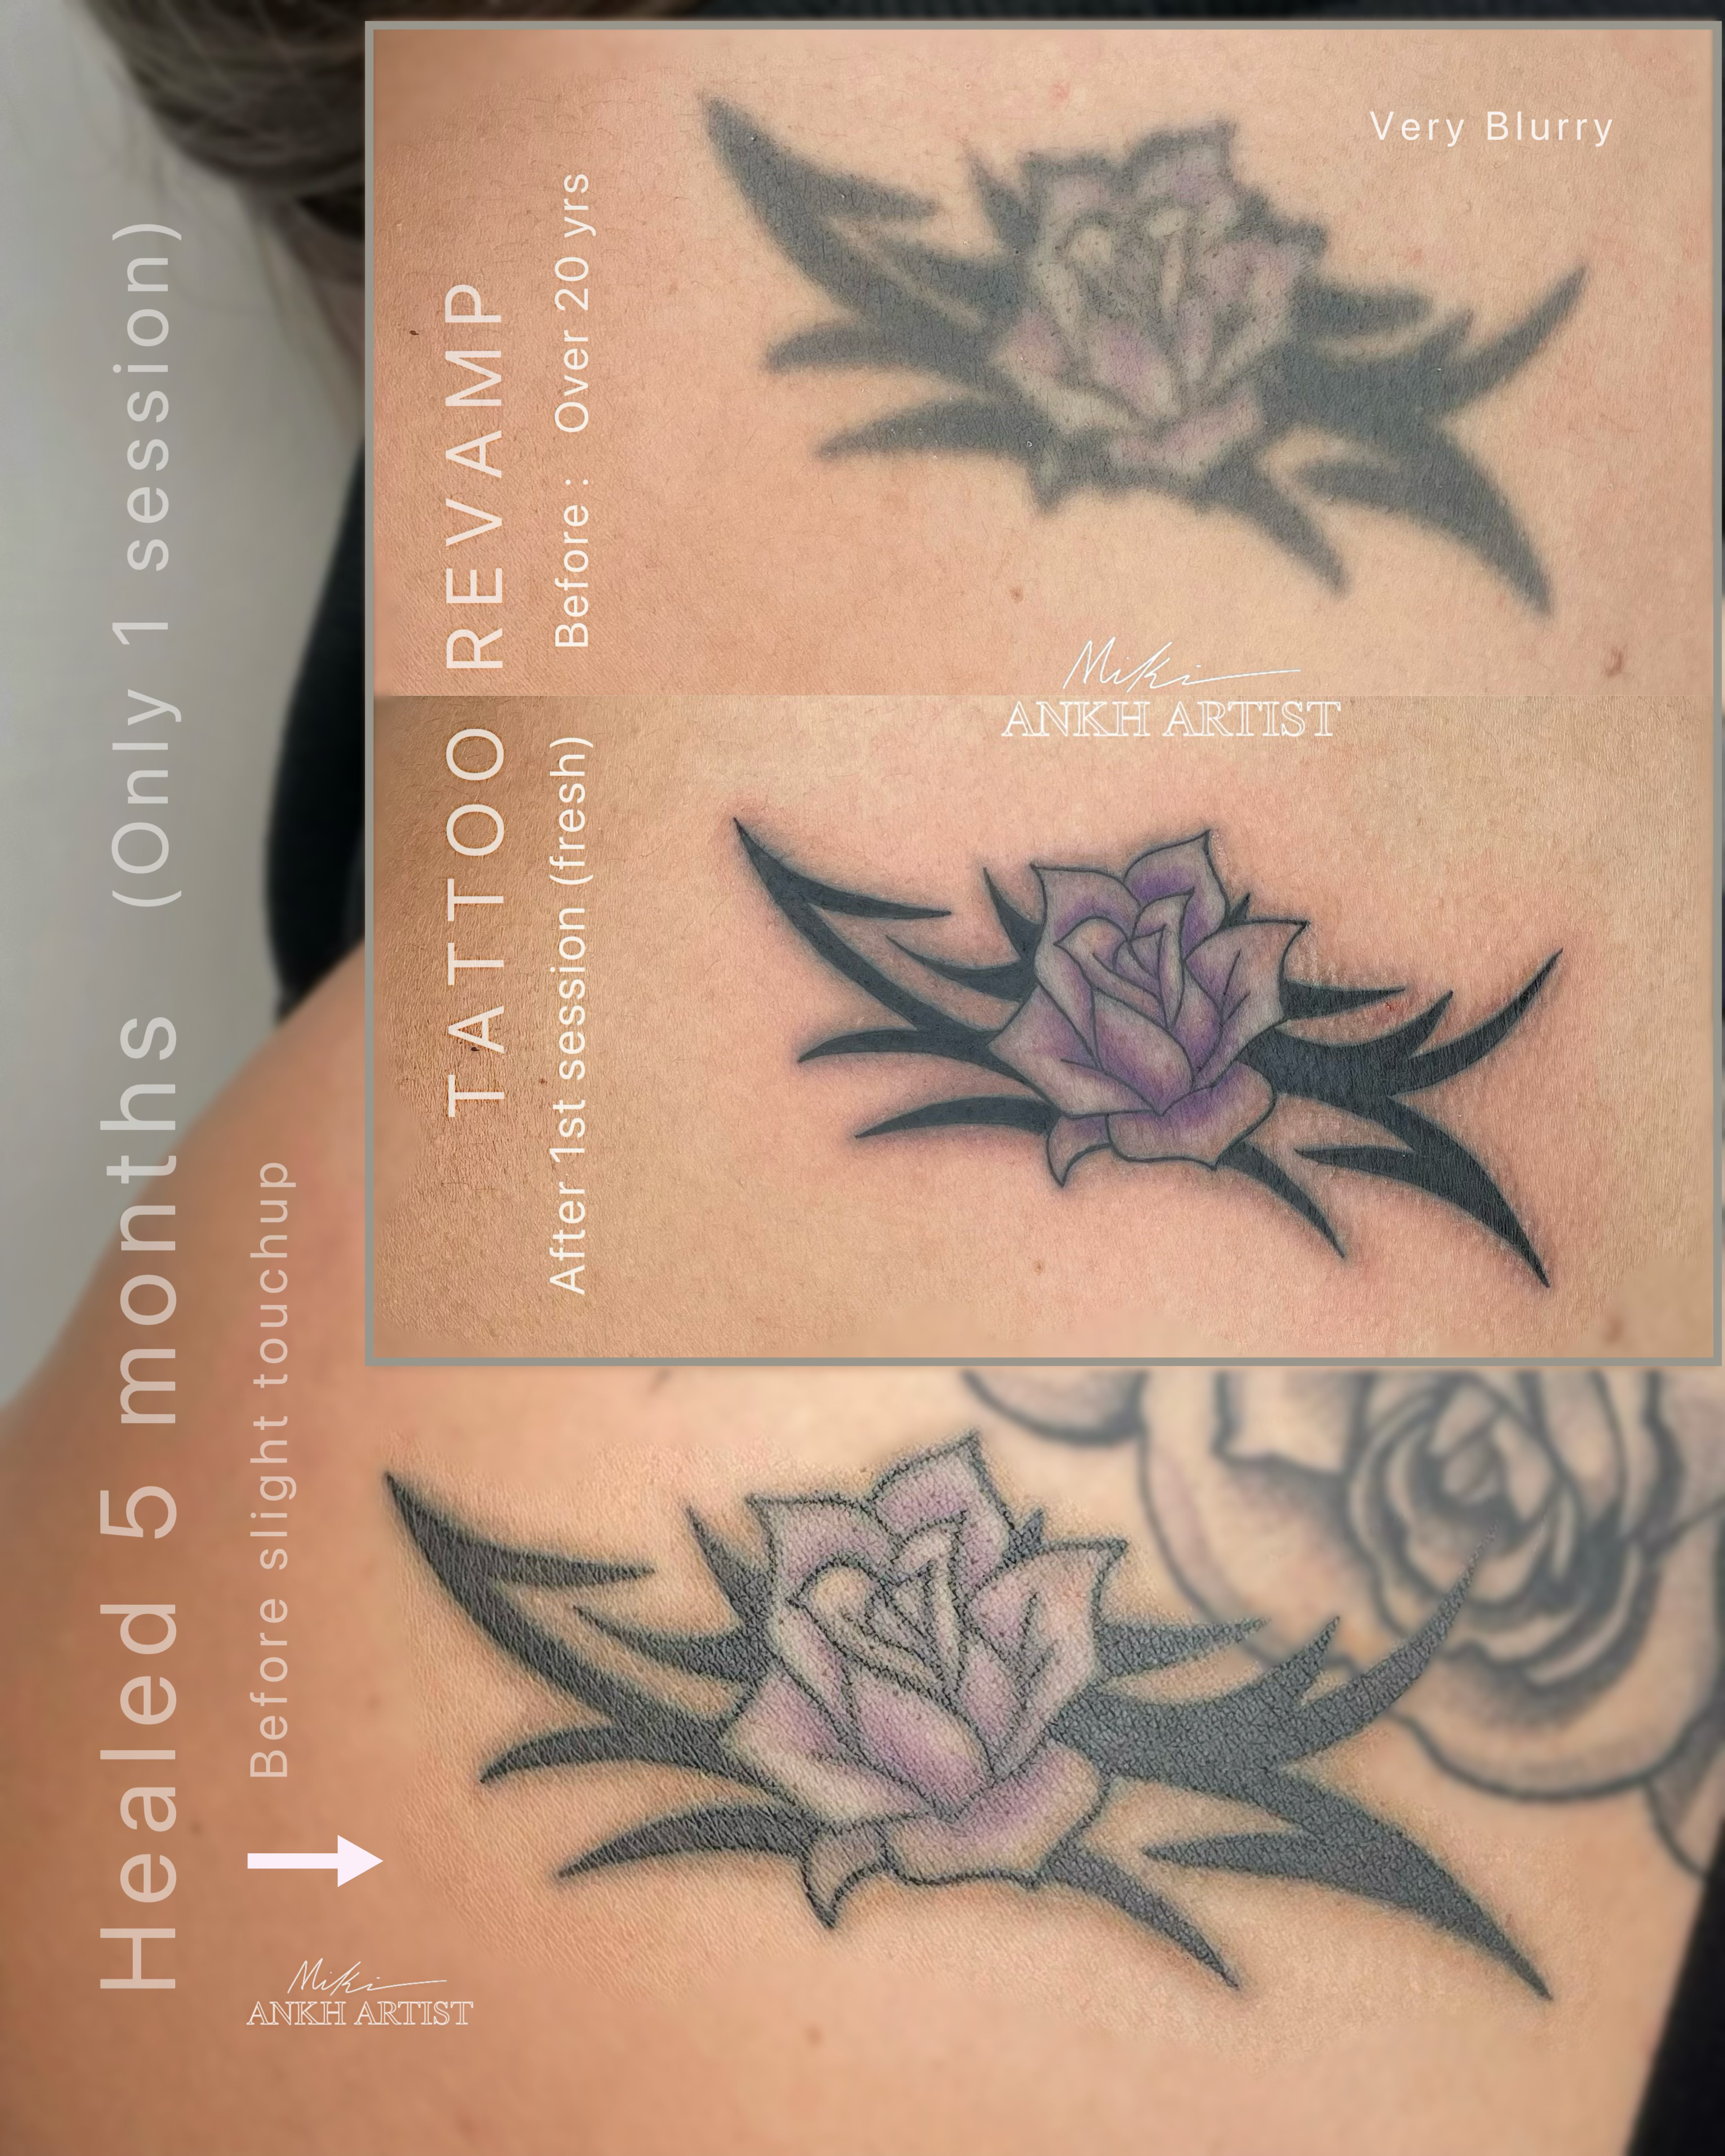 Healed 5 months (Only 1 session)
Before slight touchup
TATTOO REVAMP
Before : Over 20 yrs
After 1st session (fresh)
Very Blurry
Miki
ANKH ARTIST
Miki
ANKH ARTIST